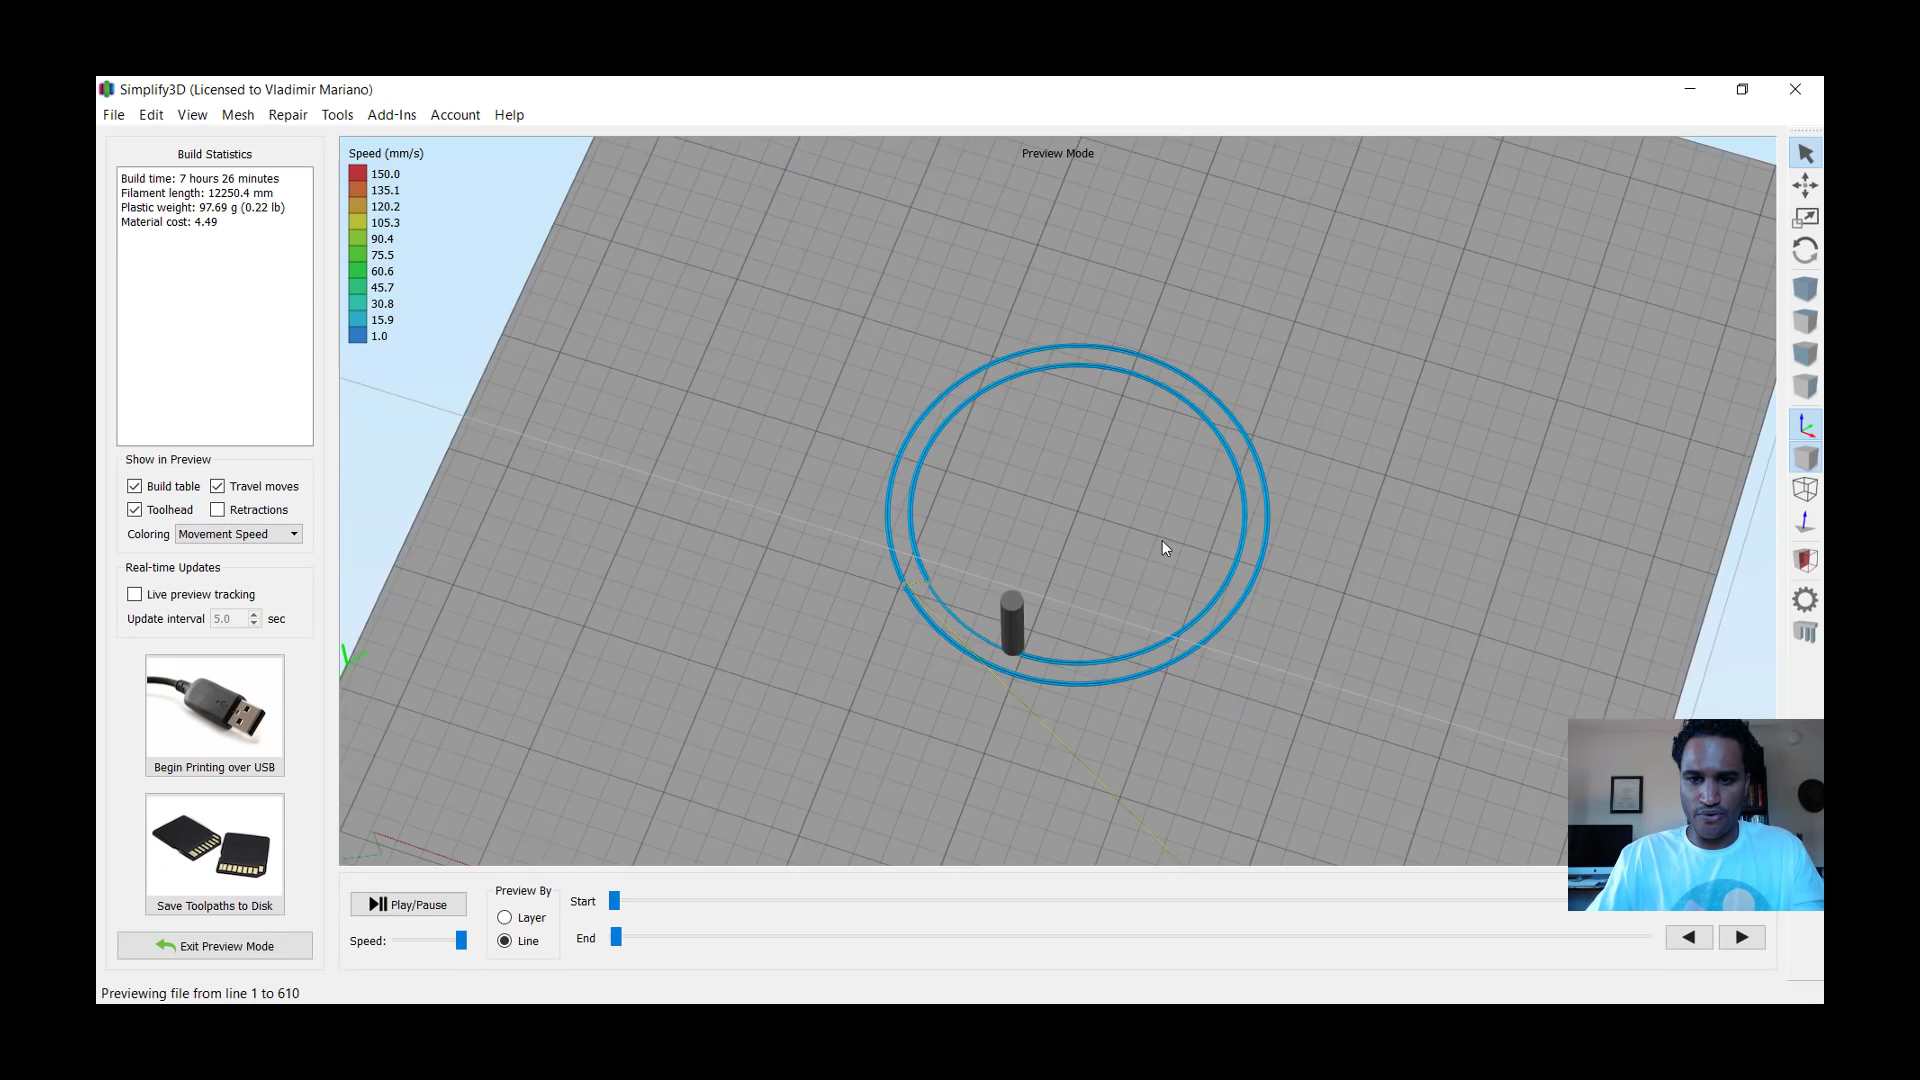 Simplify3D (Licensed to Vladimir Mariano)
File Edit View Mesh Repair Tools Add-Ins Account Help
Build Statistics
Build time: 7 hours 26 minutes
Filament length: 12250.4 mm
Plastic weight: 97.69 g (0.22 lb)
Material cost: 4.49
Show in Preview
Build table Travel moves
Toolhead Retractions
Coloring Movement Speed
Real-time Updates
Live preview tracking
Update interval 5.0 sec
Begin Printing over USB
Save Toolpaths to Disk
Exit Preview Mode
Speed (mm/s)
150.0
135.1
120.2
105.3
90.4
75.5
60.6
45.7
30.8
15.9
1.0
Preview Mode
Play/Pause
Speed:
Preview By
Layer
Line
Start
End
Previewing file from line 1 to 610